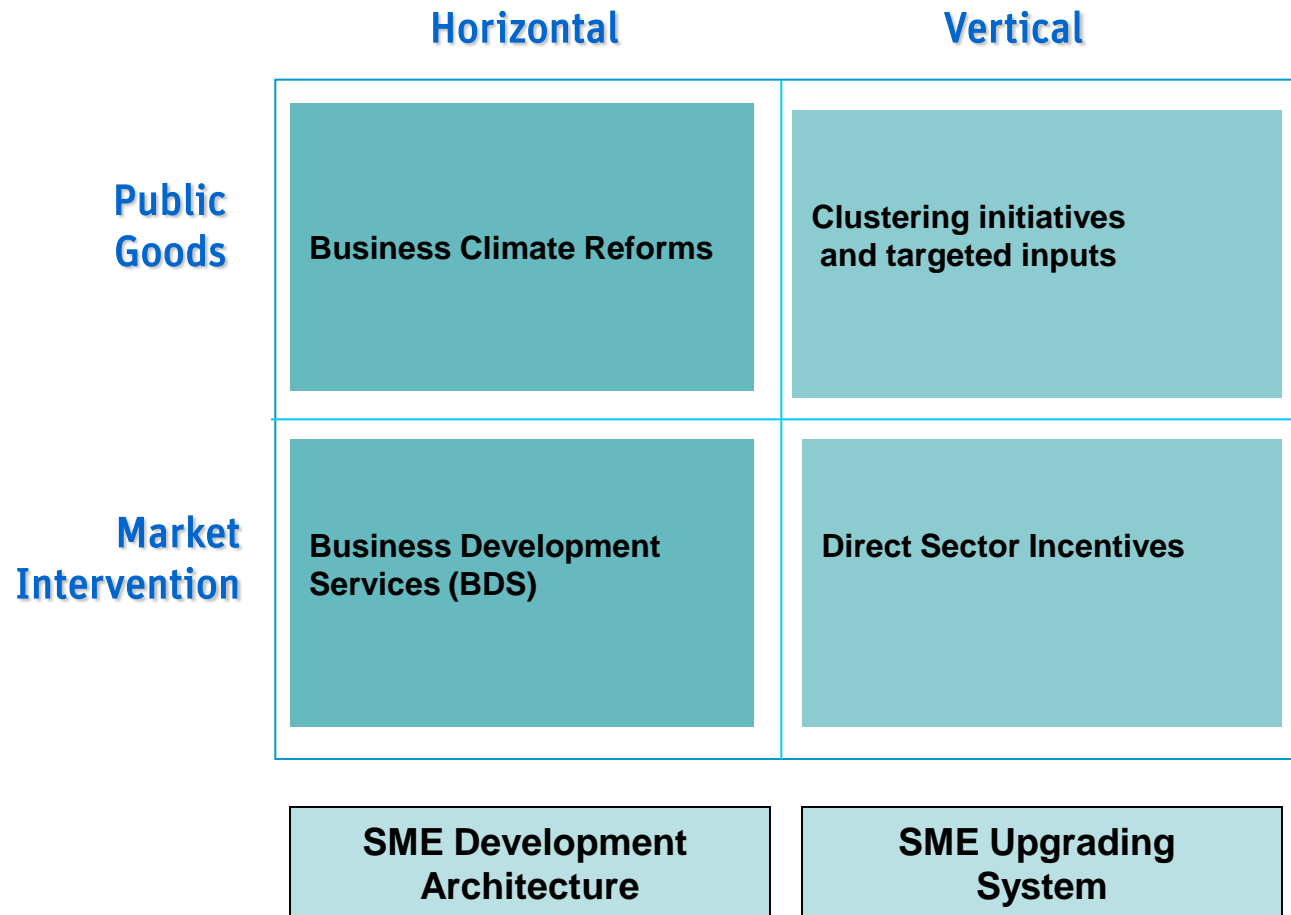 Horizontal
Vertical
Public
Goods
Business Climate Reforms
Clustering initiatives
and targeted inputs
Market
Intervention
Business Development
Services (BDS)
Direct Sector Incentives
SME Development
Architecture
SME Upgrading
System